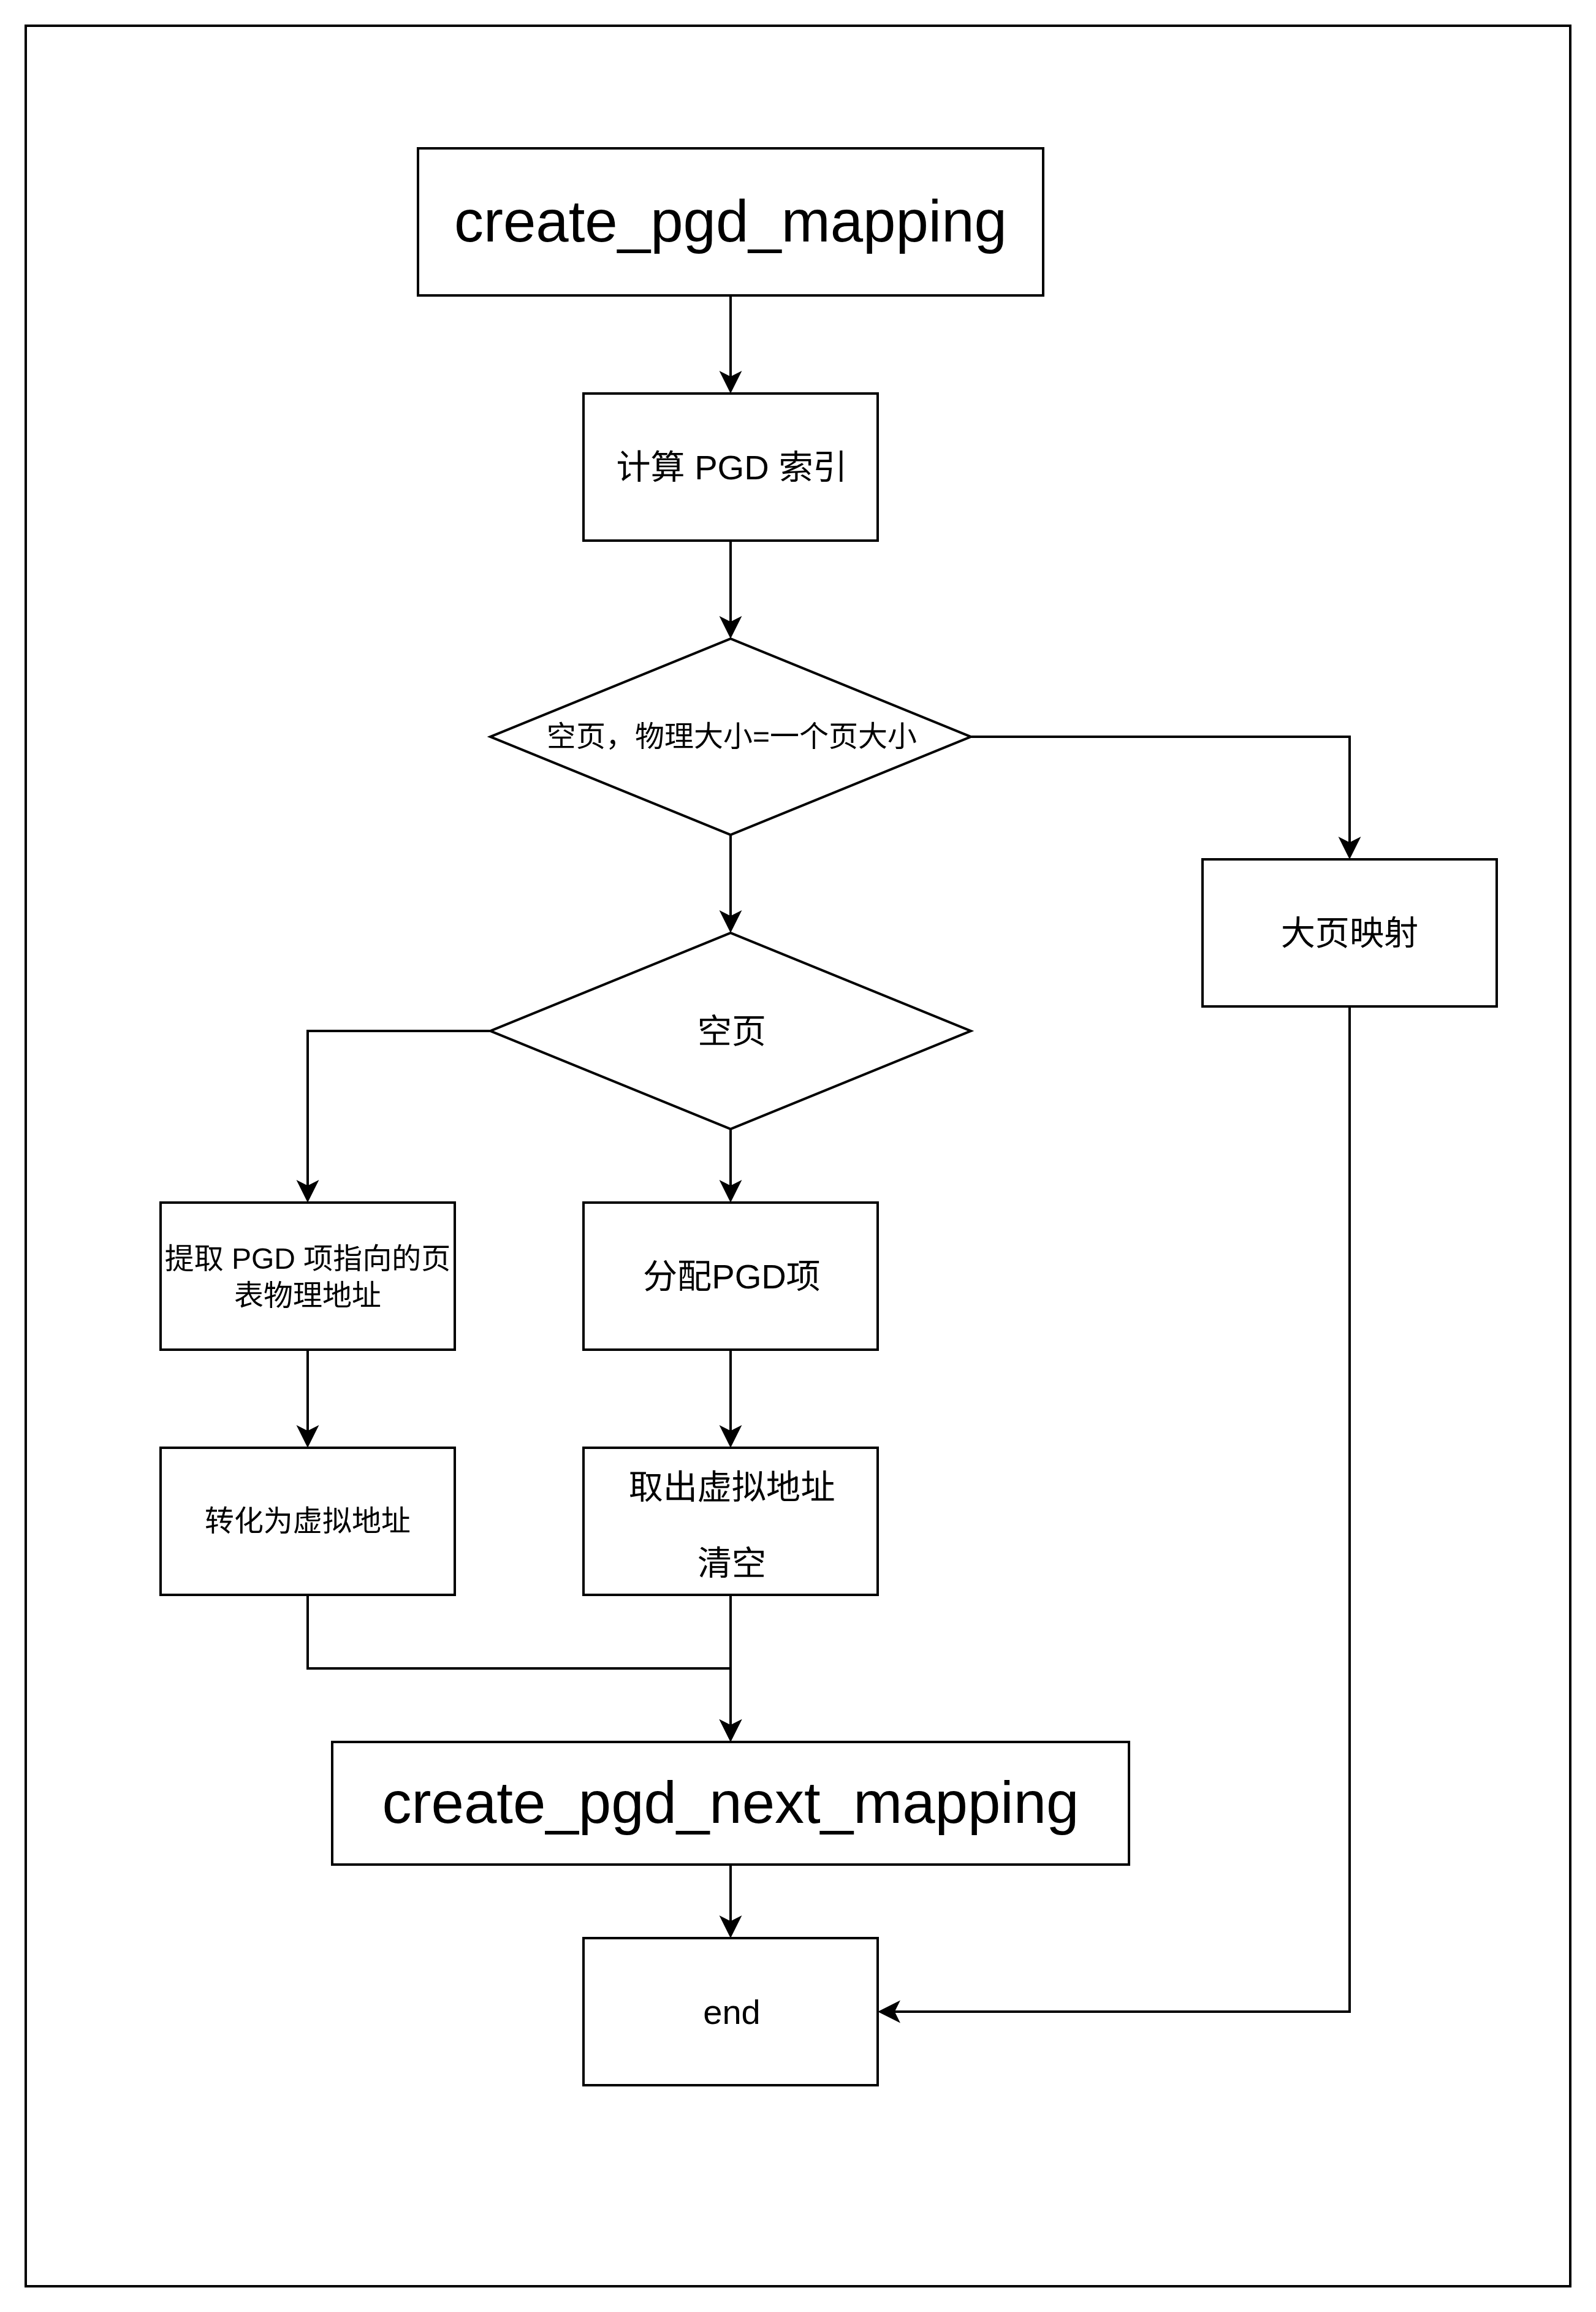 create_pgd_mapping
计算 PGD 索引
空页，物理大小=一个页大小
大页映射
空页
提取 PGD 项指向的页
表物理地址
分配PGD项
转化为虚拟地址
取出虚拟地址
清空
create_pgd_next_mapping
end